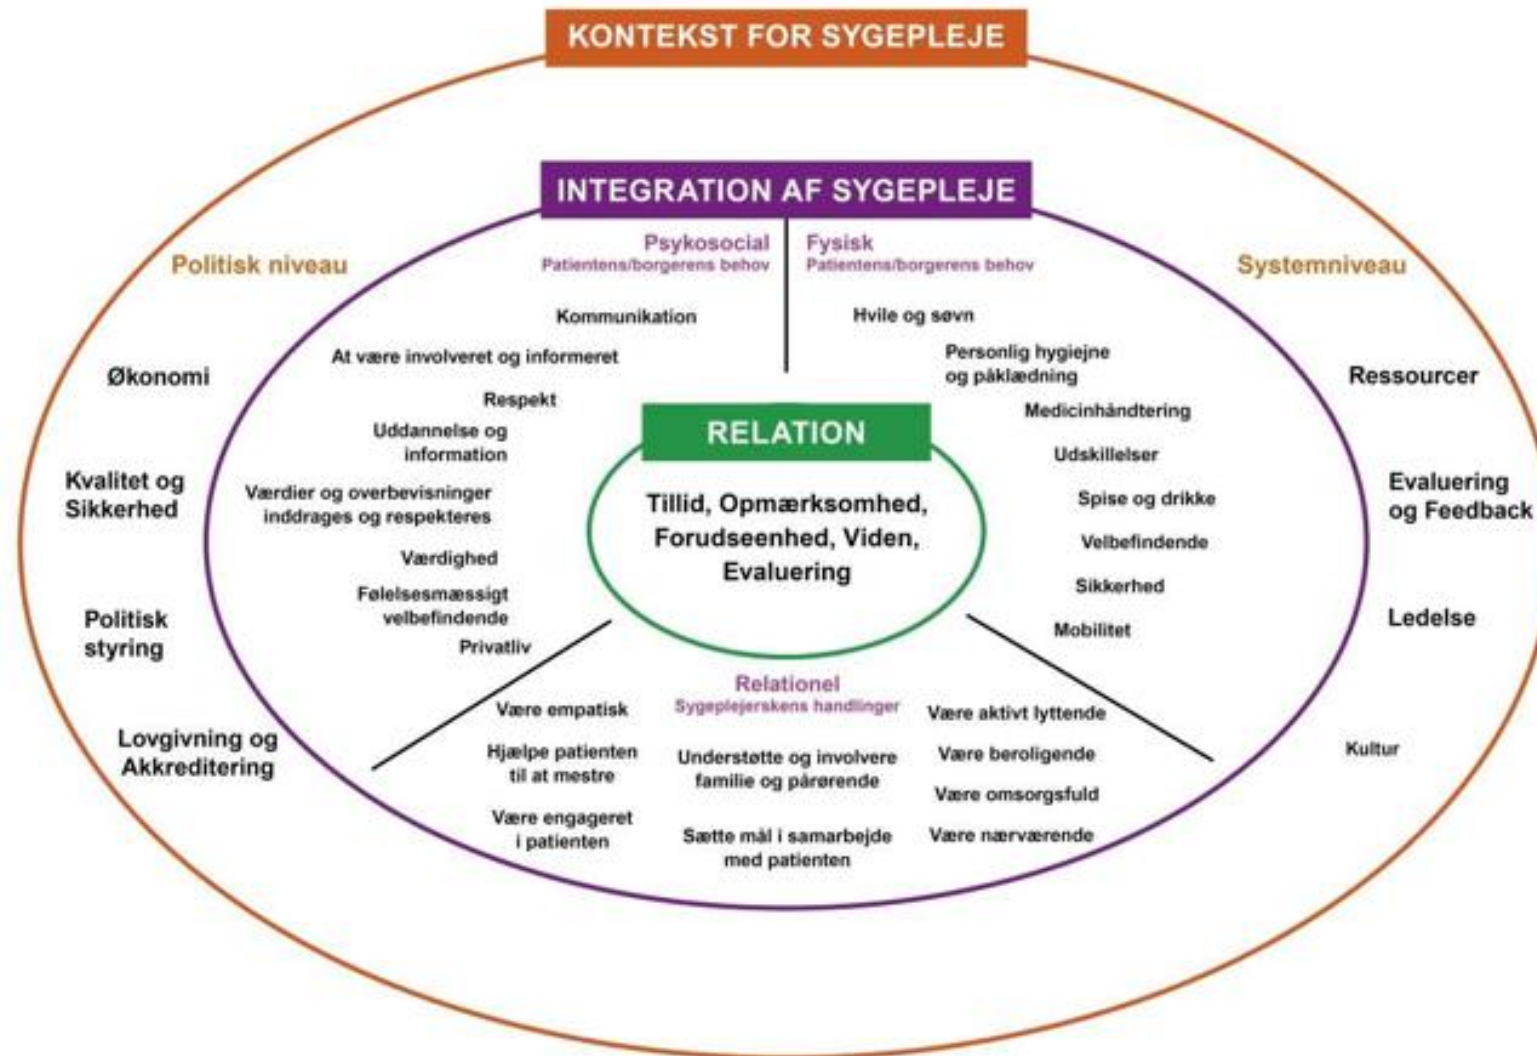 KONTEKST FOR SYGEPLEJE
INTEGRATION AF SYGEPLEJE
Politisk niveau
Økonomi
Kvalitet og
Sikkerhed
Politisk
styring
Lovgivning og
Akkreditering
Psykosocial
Patientens/borgerens behov
Kommunikation
At være involveret og informeret
Respekt
Uddannelse og
information
Værdier og overbevisninger
inddrages og respekteres
Værdighed
Følelsesmæssigt
velbefindende
Privatliv
Fysisk
Patientens/borgerens behov
Hvile og søvn
Personlig hygiejne
og påklædning
Medicinhåndtering
Udskillelser
Spise og drikke
Velbefindende
Sikkerhed
Mobilitet
RELATION
Tillid, Opmærksomhed,
Forudseenhed, Viden,
Evaluering
Relationel
Sygeplejerskens handlinger
Være empatisk
Hjælpe patienten
til at mestre
Være engageret
i patienten
Understøtte og involvere
familie og pårørende
Sætte mål i samarbejde
med patienten
Være aktivt lyttende
Være beroligende
Være omsorgsfuld
Være nærværende
Systemniveau
Ressourcer
Evaluering
og Feedback
Ledelse
Kultur